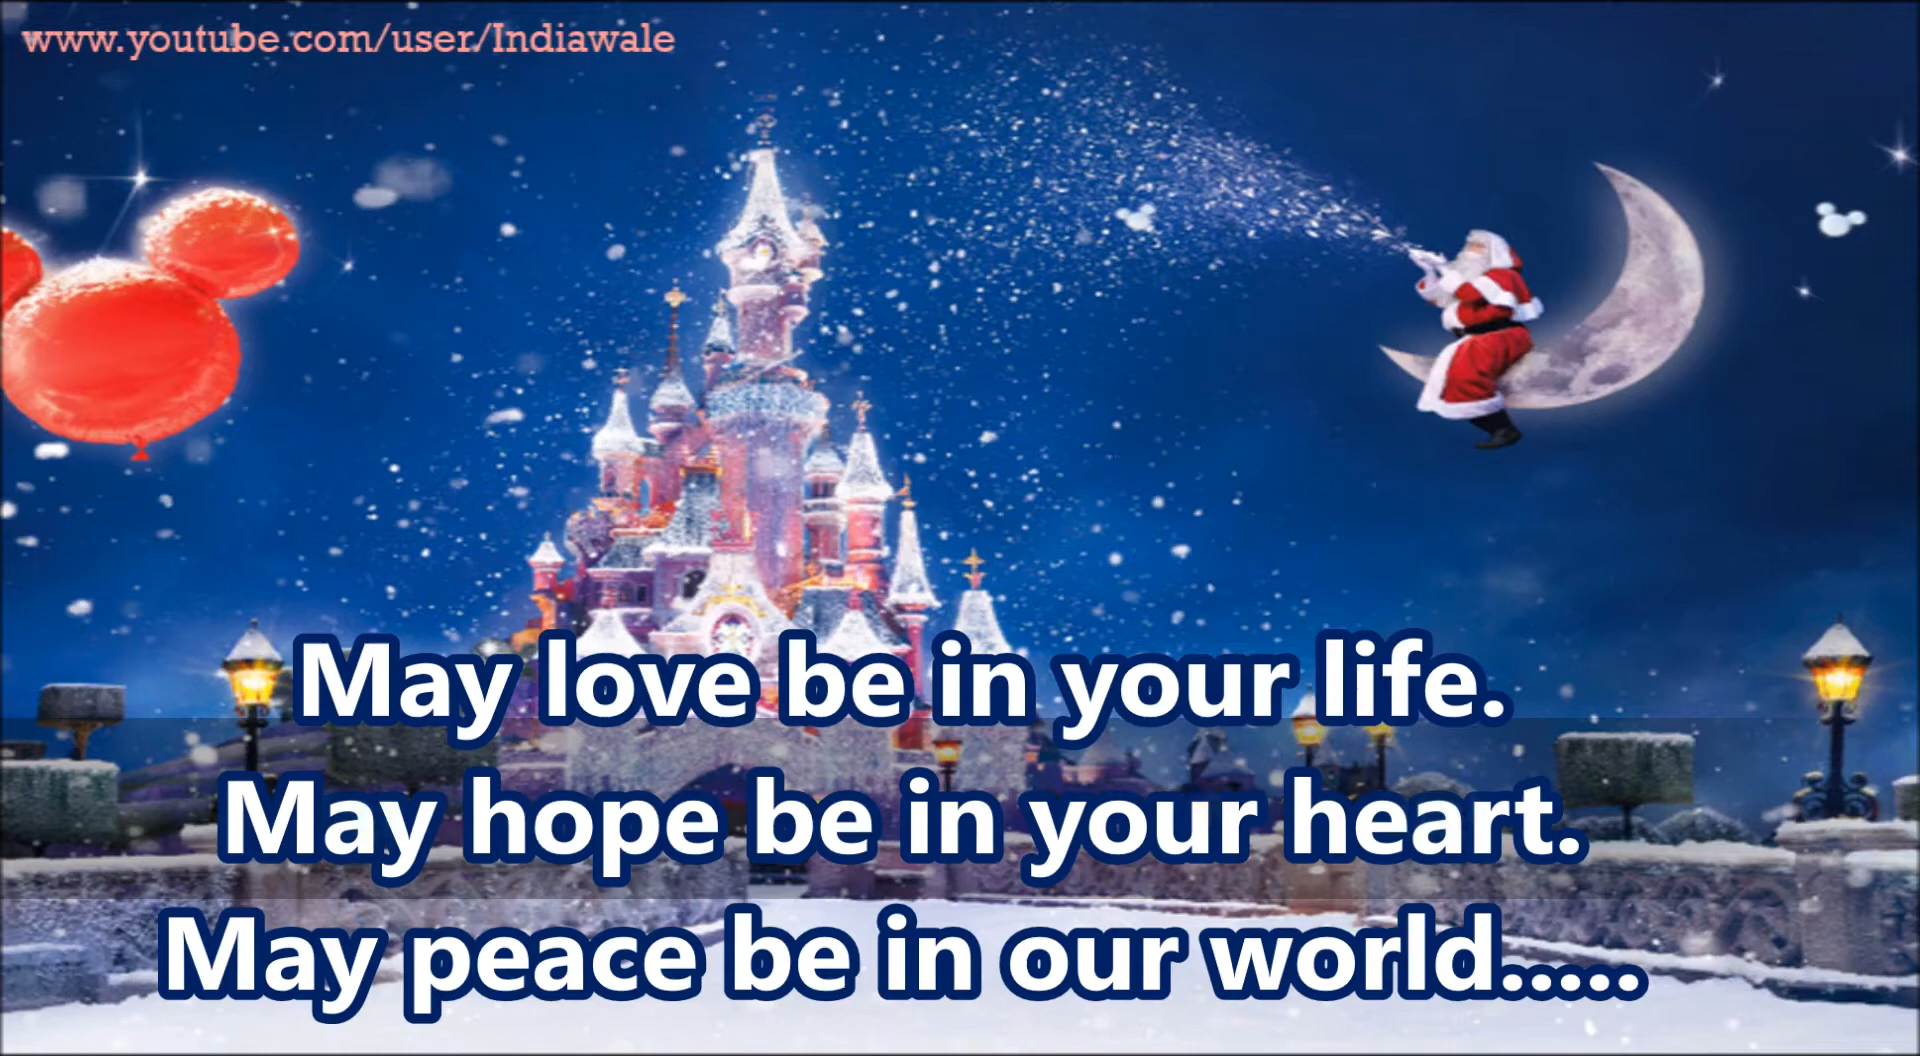 www.youtube.com/user/Indiawale
May love be in your life.
May hope be in your heart.
May peace be in our world.....